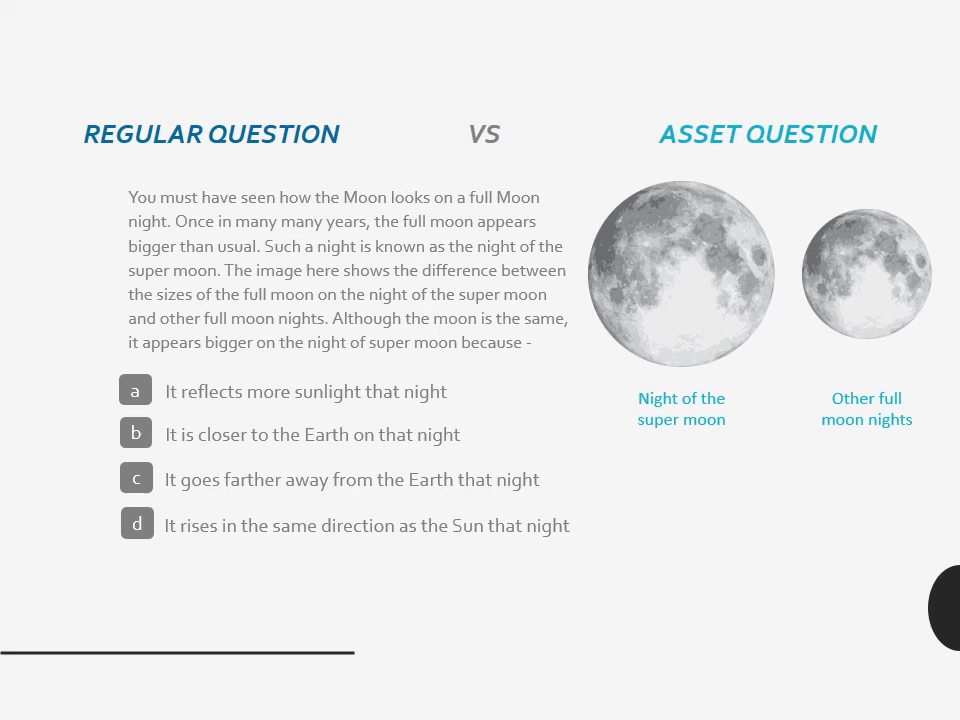 REGULAR QUESTION VS ASSET QUESTION
You must have seen how the Moon looks on a full Moon
night. Once in many many years, the full moon appears
bigger than usual. Such a night is known as the night of the
super moon. The image here shows the difference between
the sizes of the full moon on the night of the super moon
and other full moon nights. Although the moon is the same,
it appears bigger on the night of super moon because -
a It reflects more sunlight that night
b It is closer to the Earth on that night
c It goes farther away from the Earth that night
d It rises in the same direction as the Sun that night
Night of the
super moon
Other full
moon nights